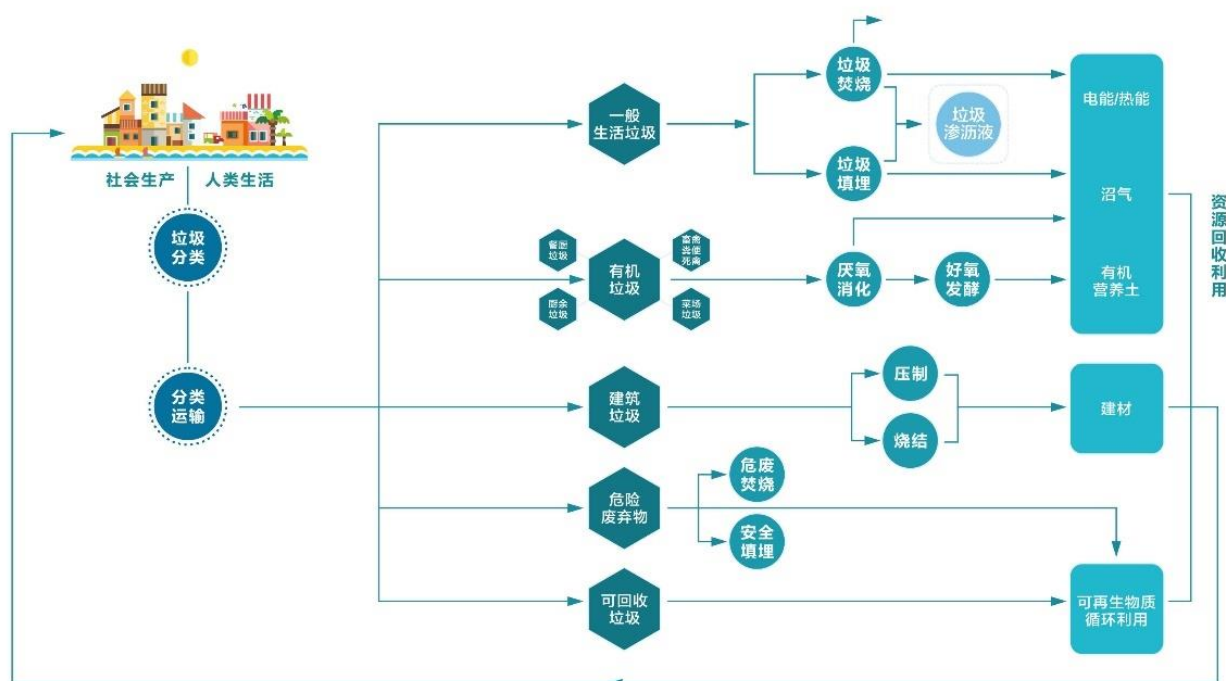 社会生产
人类生活
垃圾
分类
分类
运输
一般
生活垃圾
垃圾
焚烧
垃圾
填埋
垃圾
渗沥液
餐厨
垃圾
厨余
垃圾
有机
垃圾
畜禽
粪便
死禽
菜场
垃圾
厌氧
消化
好氧
发酵
建筑
垃圾
压制
烧结
危险
废弃物
危废
焚烧
安全
填埋
可回收
垃圾
电能/热能
沼气
有机
营养土
建材
可再生物质
循环利用
资源回收利用